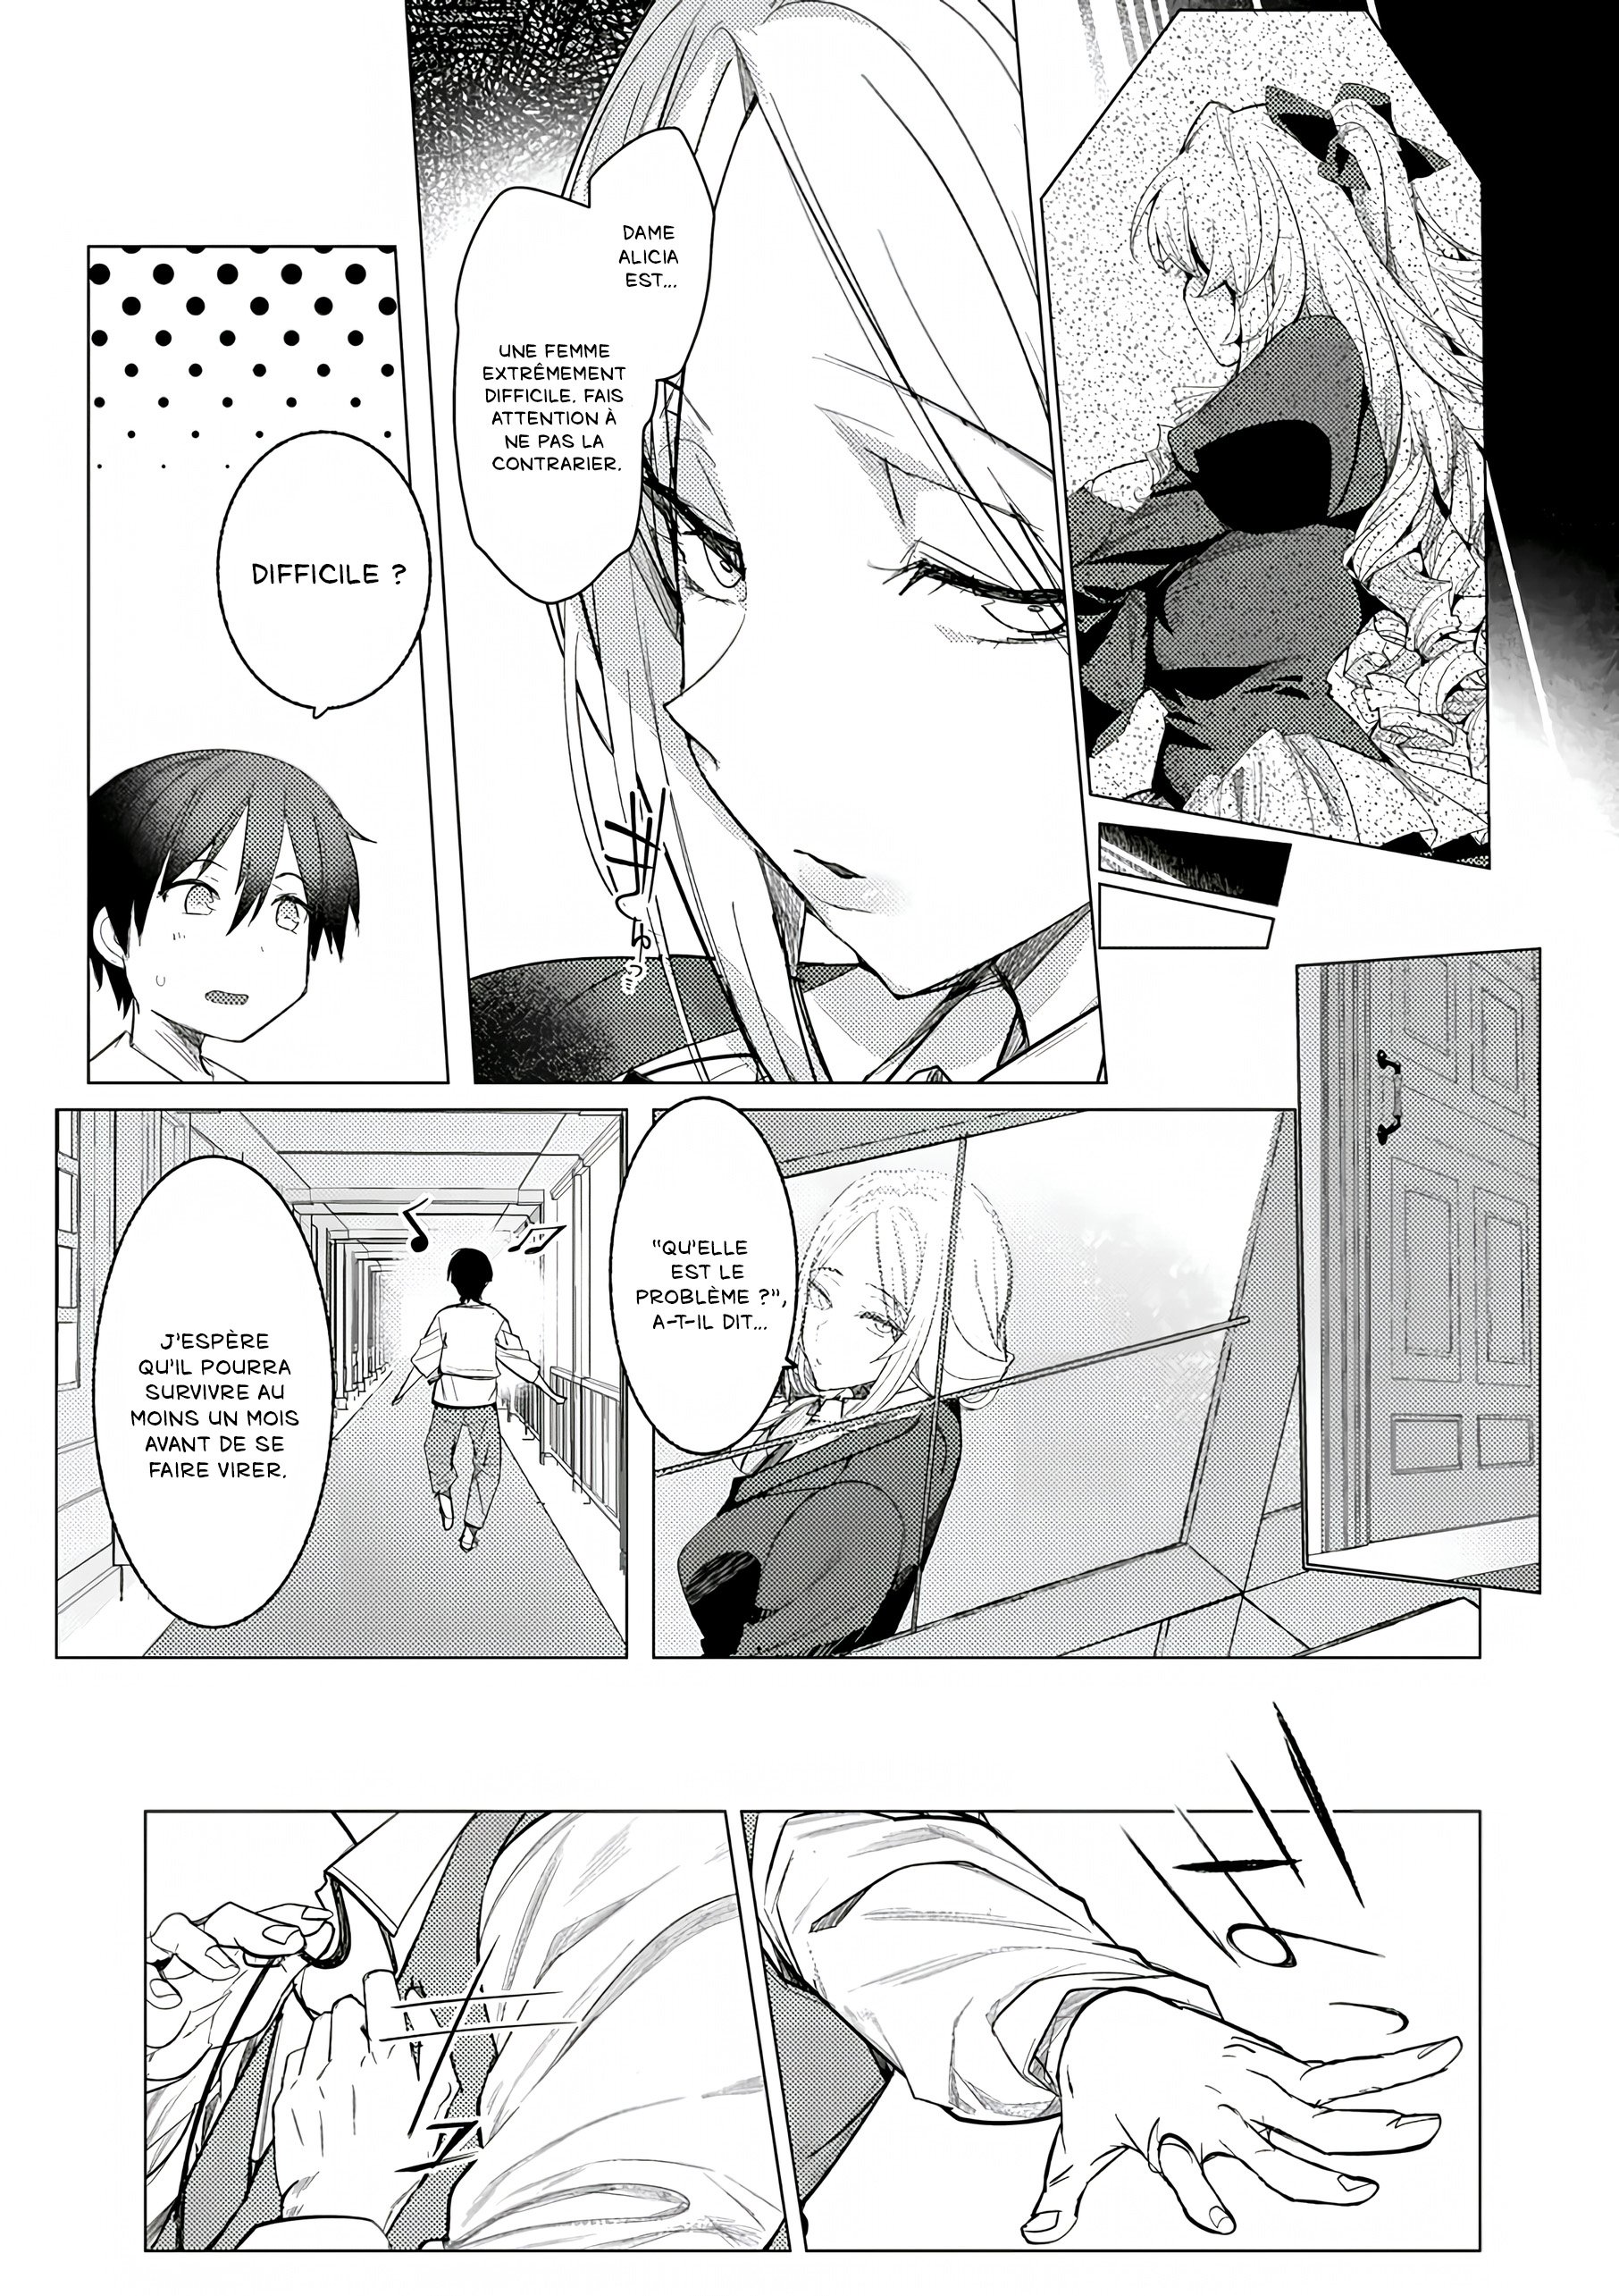 DAME
ALICIA
EST...
UNE FEMME
EXTRÊMEMENT
DIFFICILE. FAIS
ATTENTION À
NE PAS LA
CONTRARIER.
DIFFICILE ?
"QU'ELLE
EST LE
PROBLÈME ?",
A-T-IL DIT...
J'ESPÈRE
QU'IL POURRA
SURVIVRE AU
MOINS UN MOIS
AVANT DE SE
FAIRE VIRER.